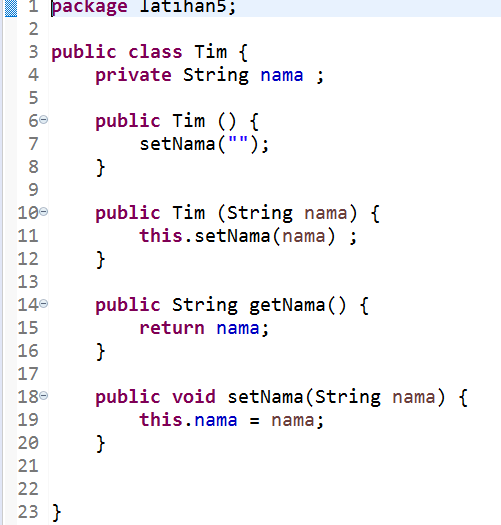 1 package latihan5;
2
3 public class Tim {
4     private String nama ;
5
6     public Tim () {
7         setNama("");
8     }
9
10     public Tim (String nama) {
11         this.setNama(nama) ;
12     }
13
14     public String getNama() {
15         return nama;
16     }
17
18     public void setNama(String nama) {
19         this.nama = nama;
20     }
21
22
23 }